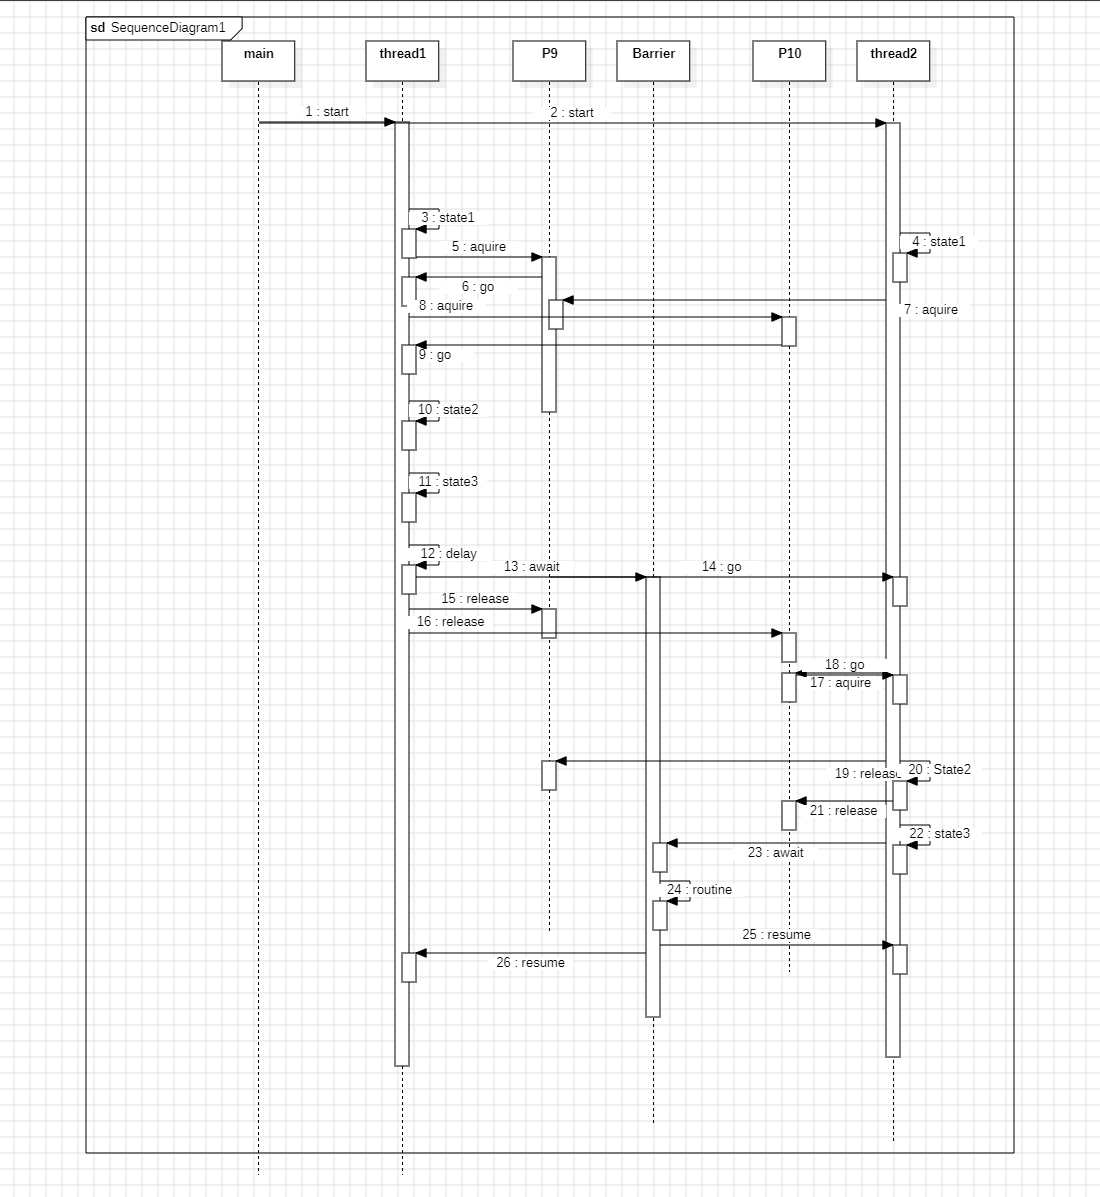 sd SequenceDiagram1
main
thread1
P9
Barrier
P10
thread2
1 : start
2 : start
3 : state1
4 : state1
5 : aquire
6 : go
7 : aquire
8 : aquire
9 : go
10 : state2
11 : state3
12 : delay
13 : await
14 : go
15 : release
16 : release
18 : go
17 : aquire
19 : release
20 : State2
21 : release
22 : state3
23 : await
24 : routine
25 : resume
26 : resume